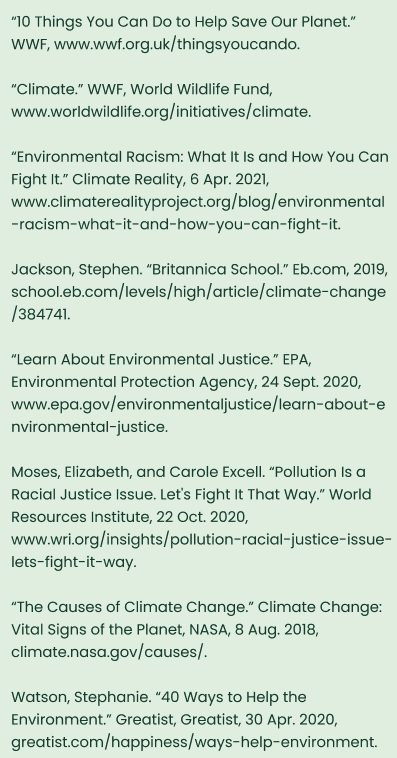 “10 Things You Can Do to Help Save Our Planet.”
WWF, www.wwf.org.uk/thingsyoucando.
“Climate.” WWF, World Wildlife Fund,
www.worldwildlife.org/initiatives/climate.
“Environmental Racism: What It Is and How You Can
Fight It.” Climate Reality, 6 Apr. 2021,
www.climaterealityproject.org/blog/environmental
-racism-what-it-and-how-you-can-fight-it.
Jackson, Stephen. “Britannica School.” Eb.com, 2019,
school.eb.com/levels/high/article/climate-change
/384741.
“Learn About Environmental Justice.” EPA,
Environmental Protection Agency, 24 Sept. 2020,
www.epa.gov/environmentaljustice/learn-about-e
nvironmental-justice.
Moses, Elizabeth, and Carole Excell. “Pollution Is a
Racial Justice Issue. Let's Fight It That Way.” World
Resources Institute, 22 Oct. 2020,
www.wri.org/insights/pollution-racial-justice-issue-
lets-fight-it-way.
“The Causes of Climate Change.” Climate Change:
Vital Signs of the Planet, NASA, 8 Aug. 2018,
climate.nasa.gov/causes/.
Watson, Stephanie. “40 Ways to Help the
Environment.” Greatist, Greatist, 30 Apr. 2020,
greatist.com/happiness/ways-help-environment.